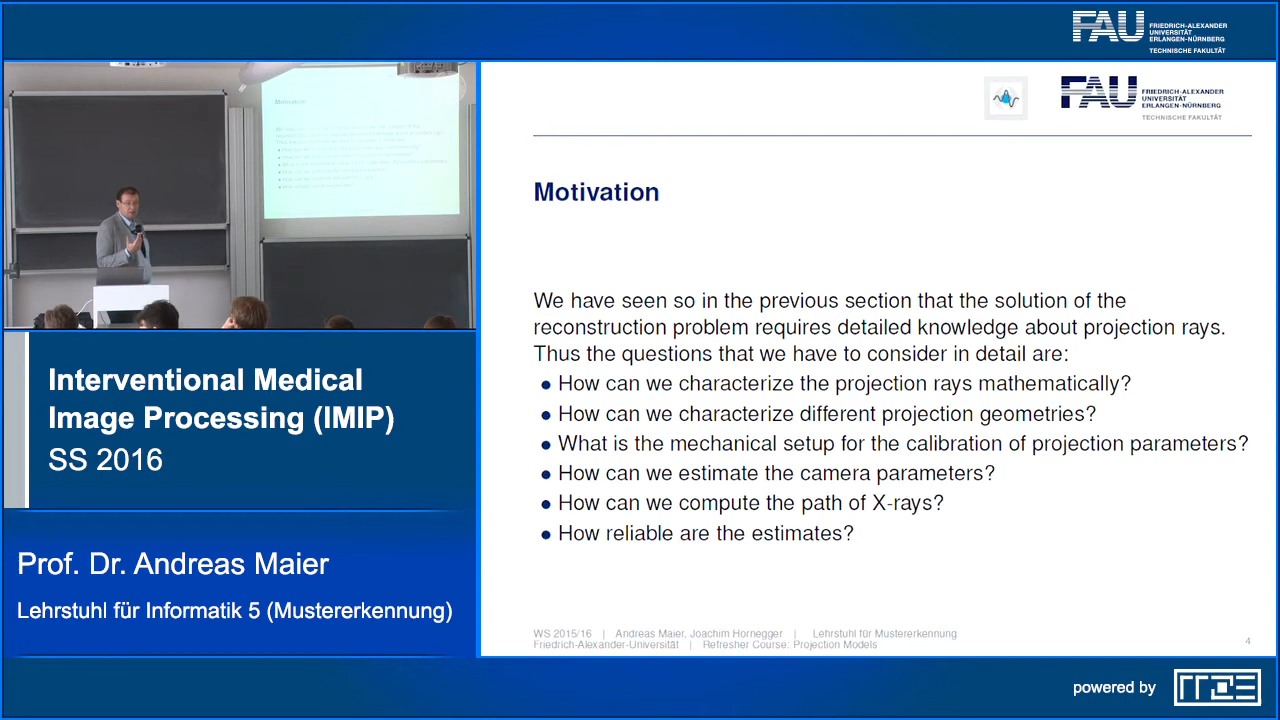 FAU
FRIEDRICH-ALEXANDER
UNIVERSITÄT
ERLANGEN-NÜRNBERG
TECHNISCHE FAKULTÄT
Motivation
FAU
FRIEDRICH-ALEXANDER
UNIVERSITÄT
ERLANGEN-NÜRNBERG
TECHNISCHE FAKULTÄT
Motivation
We have seen so in the previous section that the solution of the
reconstruction problem requires detailed knowledge about projection rays.
Thus the questions that we have to consider in detail are:
● How can we characterize the projection rays mathematically?
● How can we characterize different projection geometries?
● What is the mechanical setup for the calibration of projection parameters?
● How can we estimate the camera parameters?
● How can we compute the path of X-rays?
● How reliable are the estimates?
WS 2015/16 | Andreas Maier, Joachim Hornegger | Lehrstuhl für Mustererkennung
Friedrich-Alexander-Universität | Refresher Course: Projection Models
4
Interventional Medical
Image Processing (IMIP)
SS 2016
Prof. Dr. Andreas Maier
Lehrstuhl für Informatik 5 (Mustererkennung)
powered by